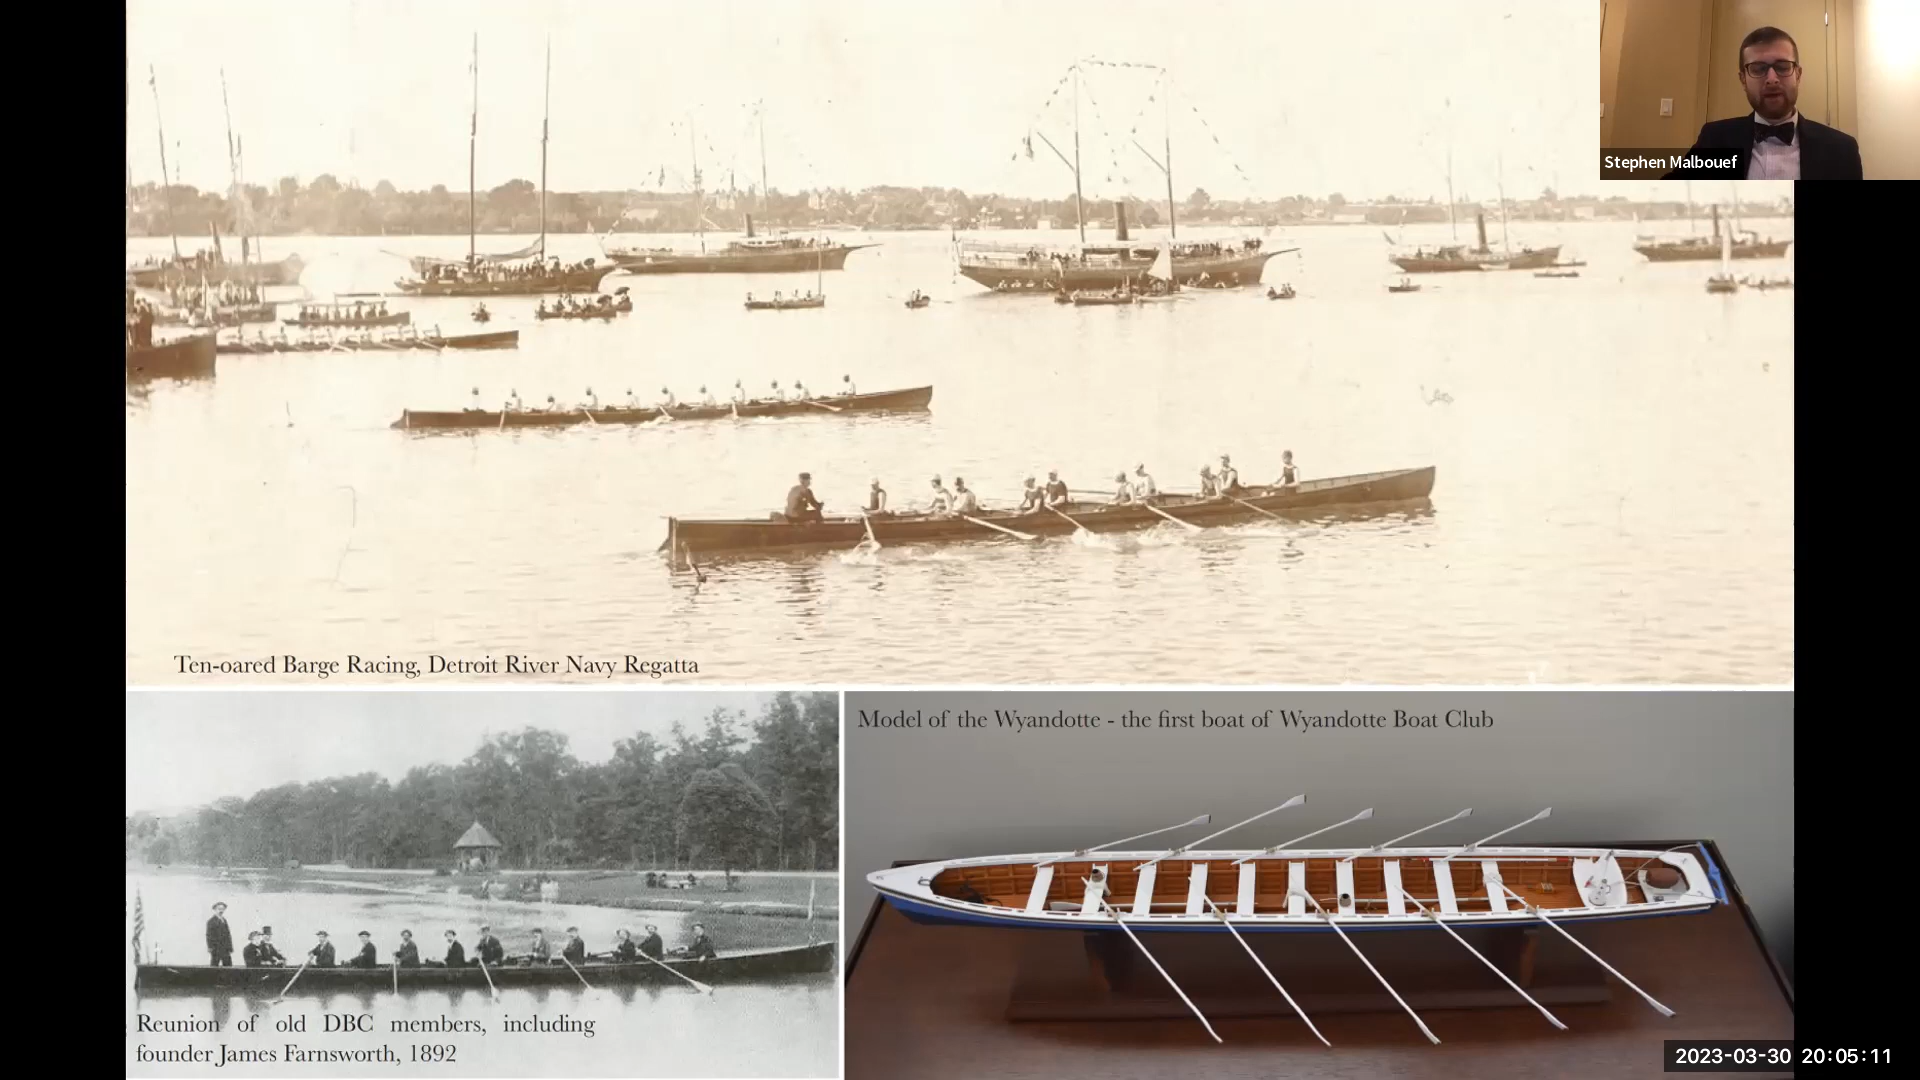 Stephen Malbouef
Ten-oared Barge Racing, Detroit River Navy Regatta
Model of the Wyandotte - the first boat of Wyandotte Boat Club
Reunion of old DBC members, including
founder James Farnsworth, 1892
2023-03-30 20:05:11